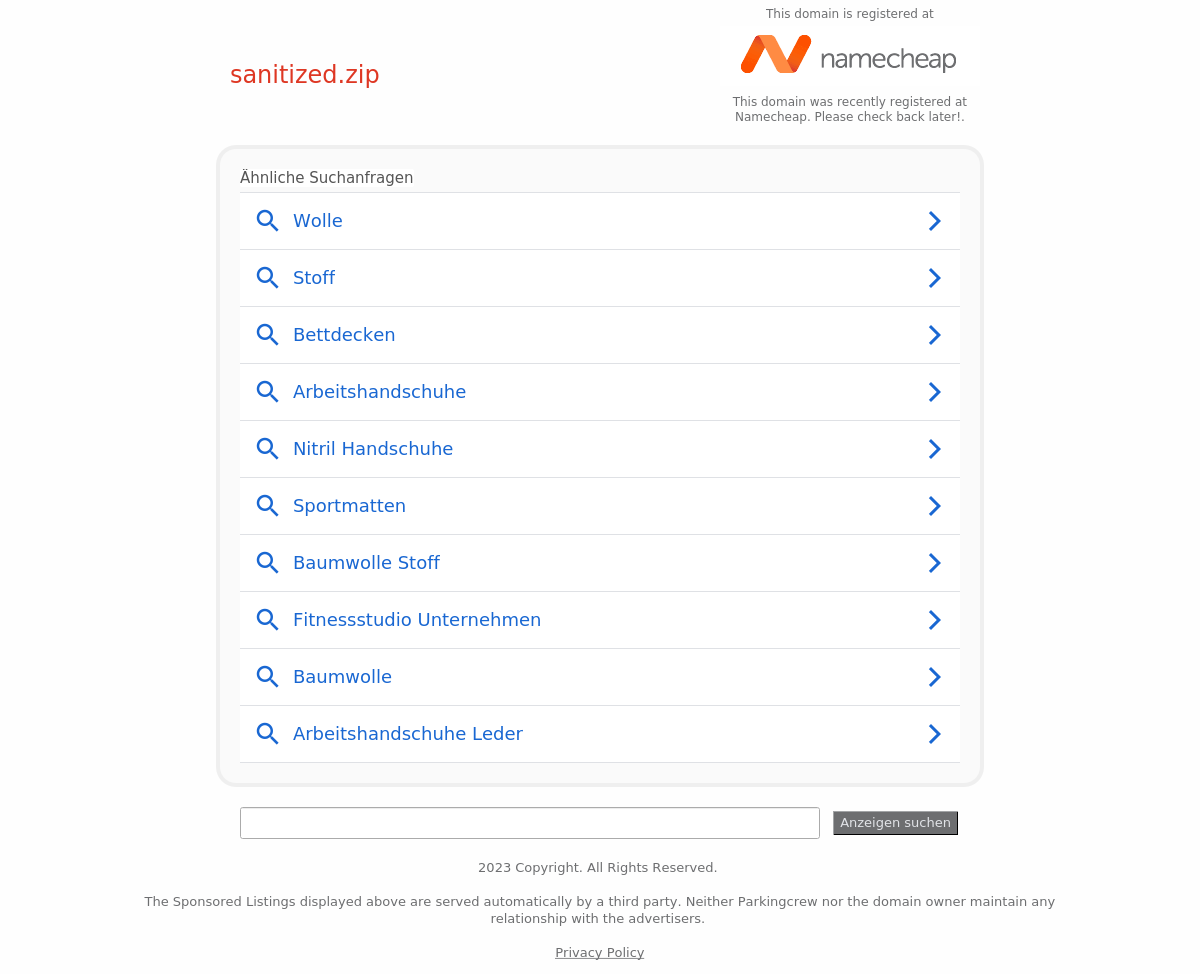 This domain is registered at
namecheap
sanitized.zip
This domain was recently registered at
Namecheap. Please check back later!.
Ähnliche Suchanfragen
Wolle
Stoff
Bettdecken
Arbeitshandschuhe
Nitril Handschuhe
Sportmatten
Baumwolle Stoff
Fitnessstudio Unternehmen
Baumwolle
Arbeitshandschuhe Leder
Anzeigen suchen
2023 Copyright. All Rights Reserved.
The Sponsored Listings displayed above are served automatically by a third party. Neither Parkingcrew nor the domain owner maintain any
relationship with the advertisers.
Privacy Policy